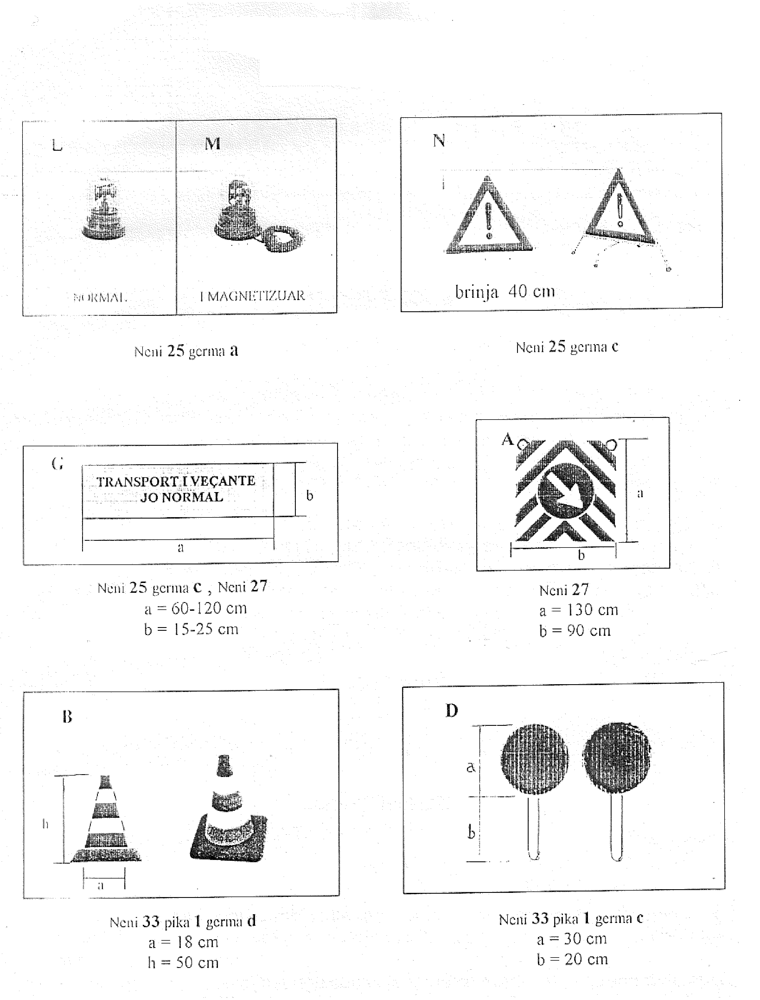 L
M
NORMAL
I MAGNETIZUAR
Neni 25 germa a
N
brinja 40 cm
Neni 25 germa c
G
TRANSPORT I VEÇANTE
JO NORMAL
b
a
Neni 25 germa c , Neni 27
a = 60-120 cm
b = 15-25 cm
A
a
b
Neni 27
a = 130 cm
b = 90 cm
B
h
a
Neni 33 pika 1 germa d
a = 18 cm
h = 50 cm
D
a
b
Neni 33 pika 1 germa c
a = 30 cm
b = 20 cm